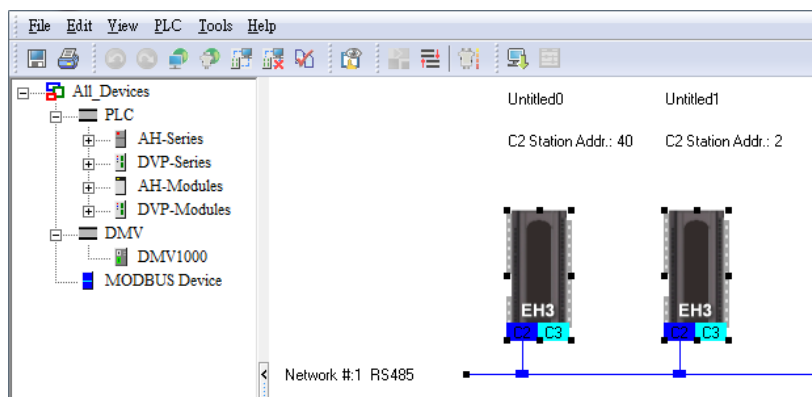 File Edit View PLC Tools Help
All_Devices
PLC
AH-Series
DVP-Series
AH-Modules
DVP-Modules
DMV
DMV1000
MODBUS Device
Untitled0 Untitled1
C2 Station Addr.: 40 C2 Station Addr.: 2
EH3 EH3
C2 C3 C2 C3
Network #:1 RS485